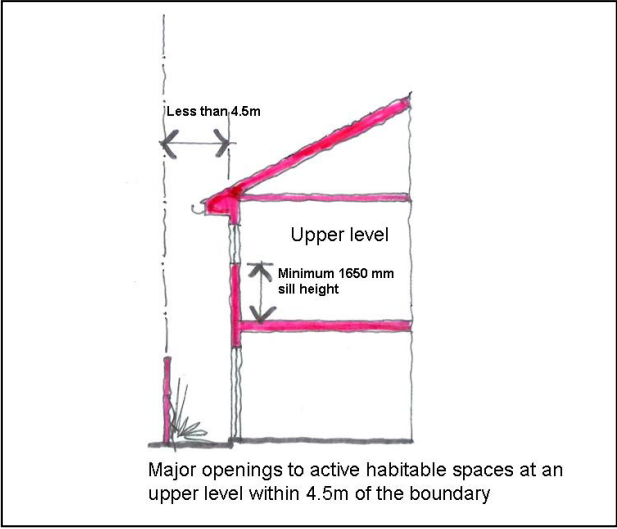 Less than 4.5m
Upper level
Minimum 1650 mm
sill height
Major openings to active habitable spaces at an
upper level within 4.5m of the boundary